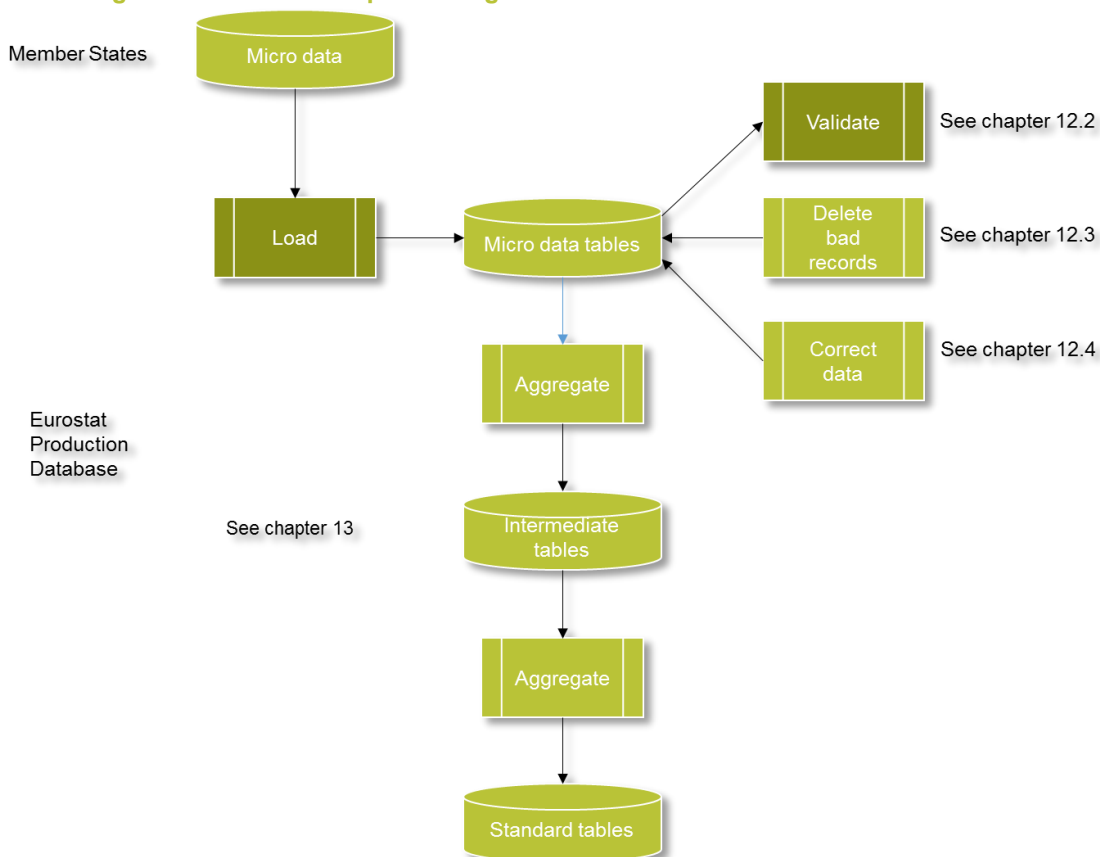 Member States
Micro data
Validate
See chapter 12.2
Load
Micro data tables
Delete
bad
records
See chapter 12.3
Correct
data
See chapter 12.4
Aggregate
Eurostat
Production
Database
See chapter 13
Intermediate
tables
Aggregate
Standard tables